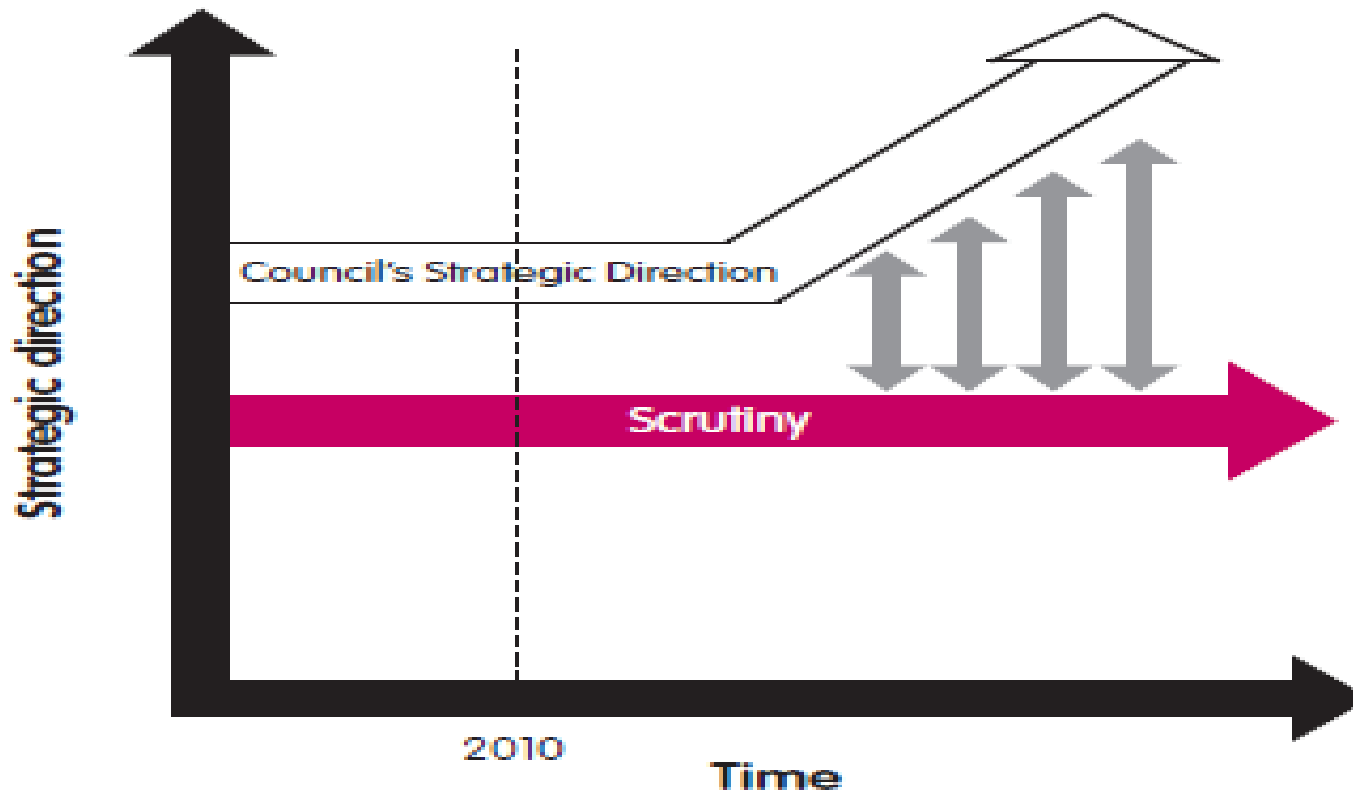 Strategic direction
Council's Strategic Direction
Scrutiny
2010
Time